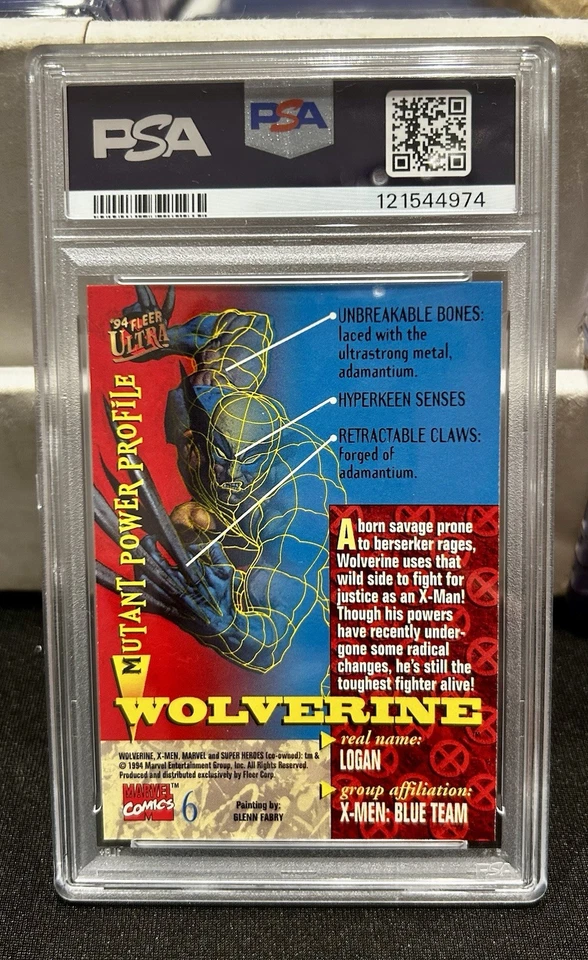 PSA
PSA
121544974
'94 FLEER
ULTRA
MUTANT POWER PROFILE
UNBREAKABLE BONES:
laced with the
ultrastrong metal,
adamantium.
HYPERKEEN SENSES
RETRACTABLE CLAWS:
forged of
adamantium.
A born savage prone
to berserker rages,
Wolverine uses that
wild side to fight for
justice as an X-Man!
Though his powers
have recently under-
gone some radical
changes, he's still the
toughest fighter alive!
WOLVERINE
real name:
LOGAN
group affiliation:
X-MEN: BLUE TEAM
WOLVERINE, X-MEN, MARVEL and SUPER HEROES (co-owned): tm &
© 1994 Marvel Entertainment Group, Inc. All Rights Reserved.
Produced and distributed exclusively by Fleer Corp.
MARVEL™
COMICS
6
Painting by:
GLENN FABRY